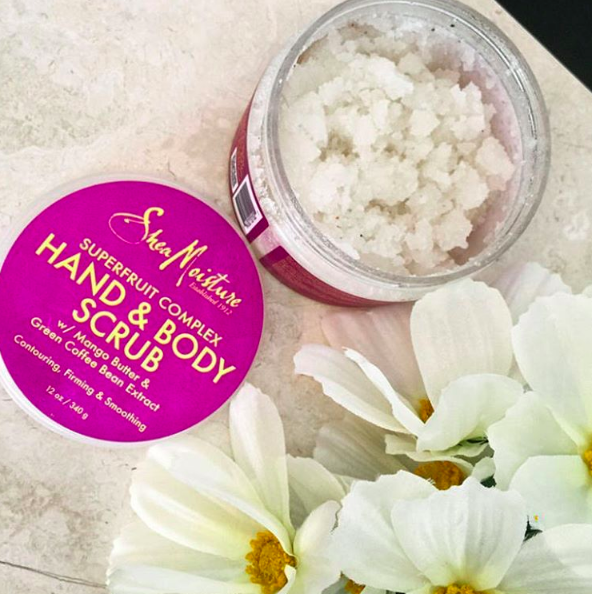 SheaMoisture
Established 1912
SUPERFRUIT COMPLEX
HAND & BODY
SCRUB
w/ Mango Butter &
Green Coffee Bean Extract
Contouring, Firming & Smoothing
12 oz / 340 g